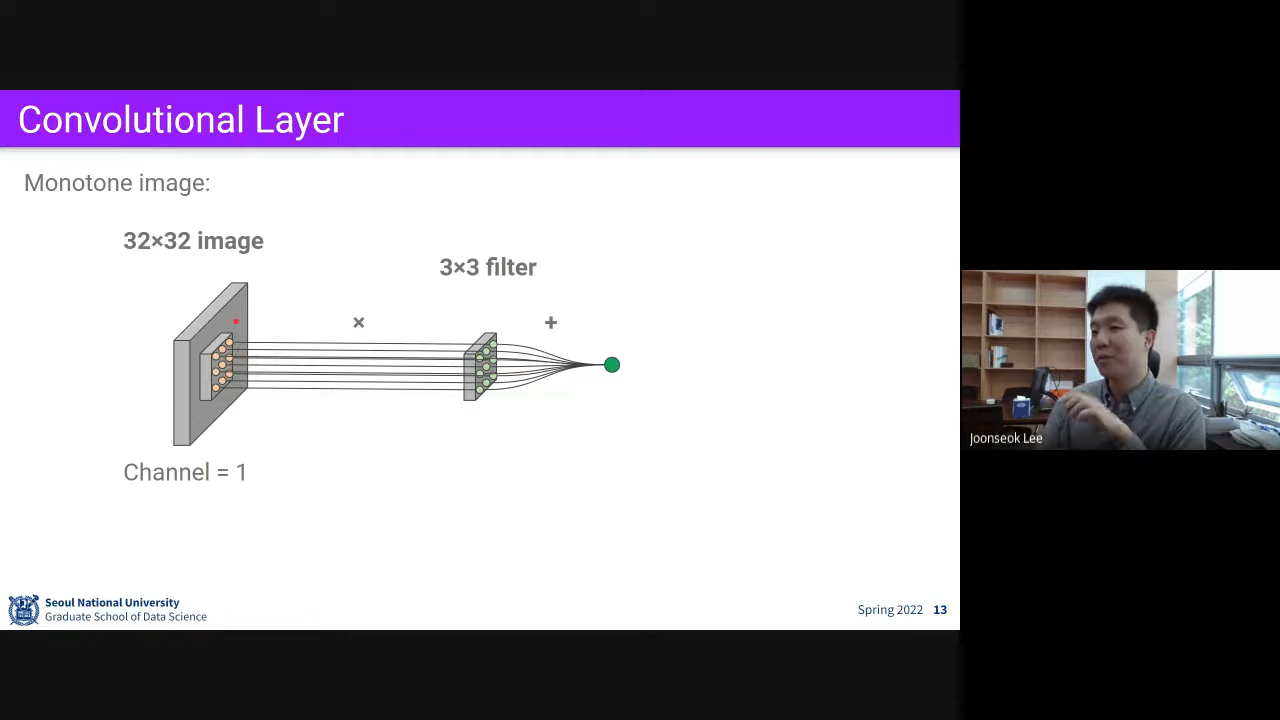 Convolutional Layer
Monotone image:
32×32 image
3×3 filter
×
+
Channel = 1
Joonseok Lee
Seoul National University
Graduate School of Data Science
Spring 2022 13